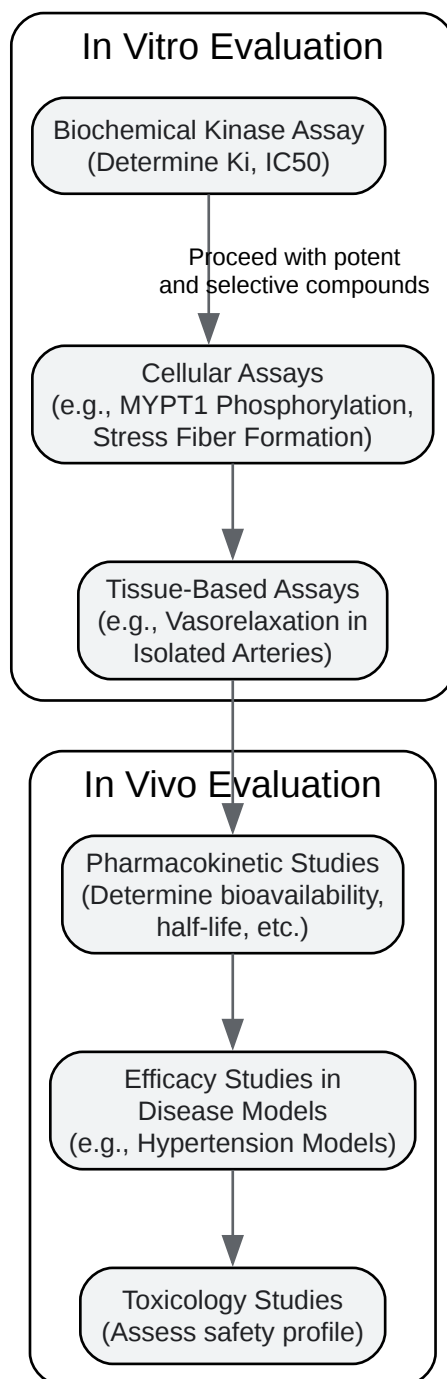 In Vitro Evaluation
Biochemical Kinase Assay
(Determine Ki, IC50)
Proceed with potent
and selective compounds
Cellular Assays
(e.g., MYPT1 Phosphorylation,
Stress Fiber Formation)
Tissue-Based Assays
(e.g., Vasorelaxation in
Isolated Arteries)
In Vivo Evaluation
Pharmacokinetic Studies
(Determine bioavailability,
half-life, etc.)
Efficacy Studies in
Disease Models
(e.g., Hypertension Models)
Toxicology Studies
(Assess safety profile)